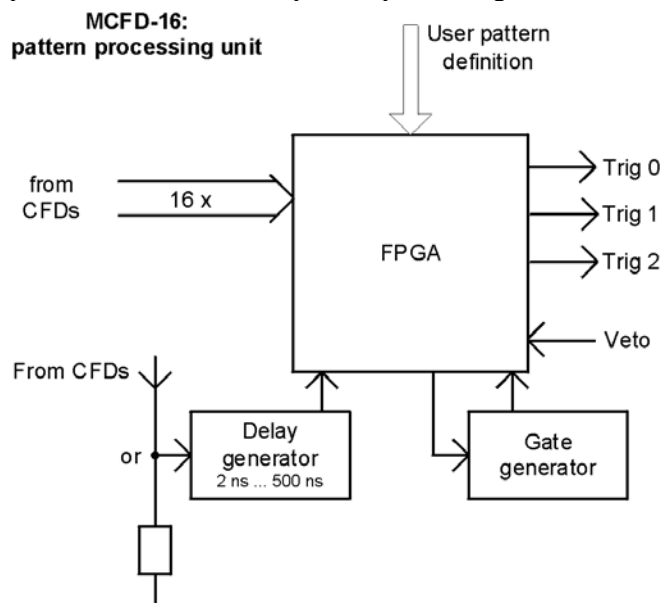 MCFD-16:
pattern processing unit
User pattern
definition
from
CFDs
16 x
FPGA
Trig 0
Trig 1
Trig 2
Veto
From CFDs
or
Delay
generator
2 ns ... 500 ns
Gate
generator